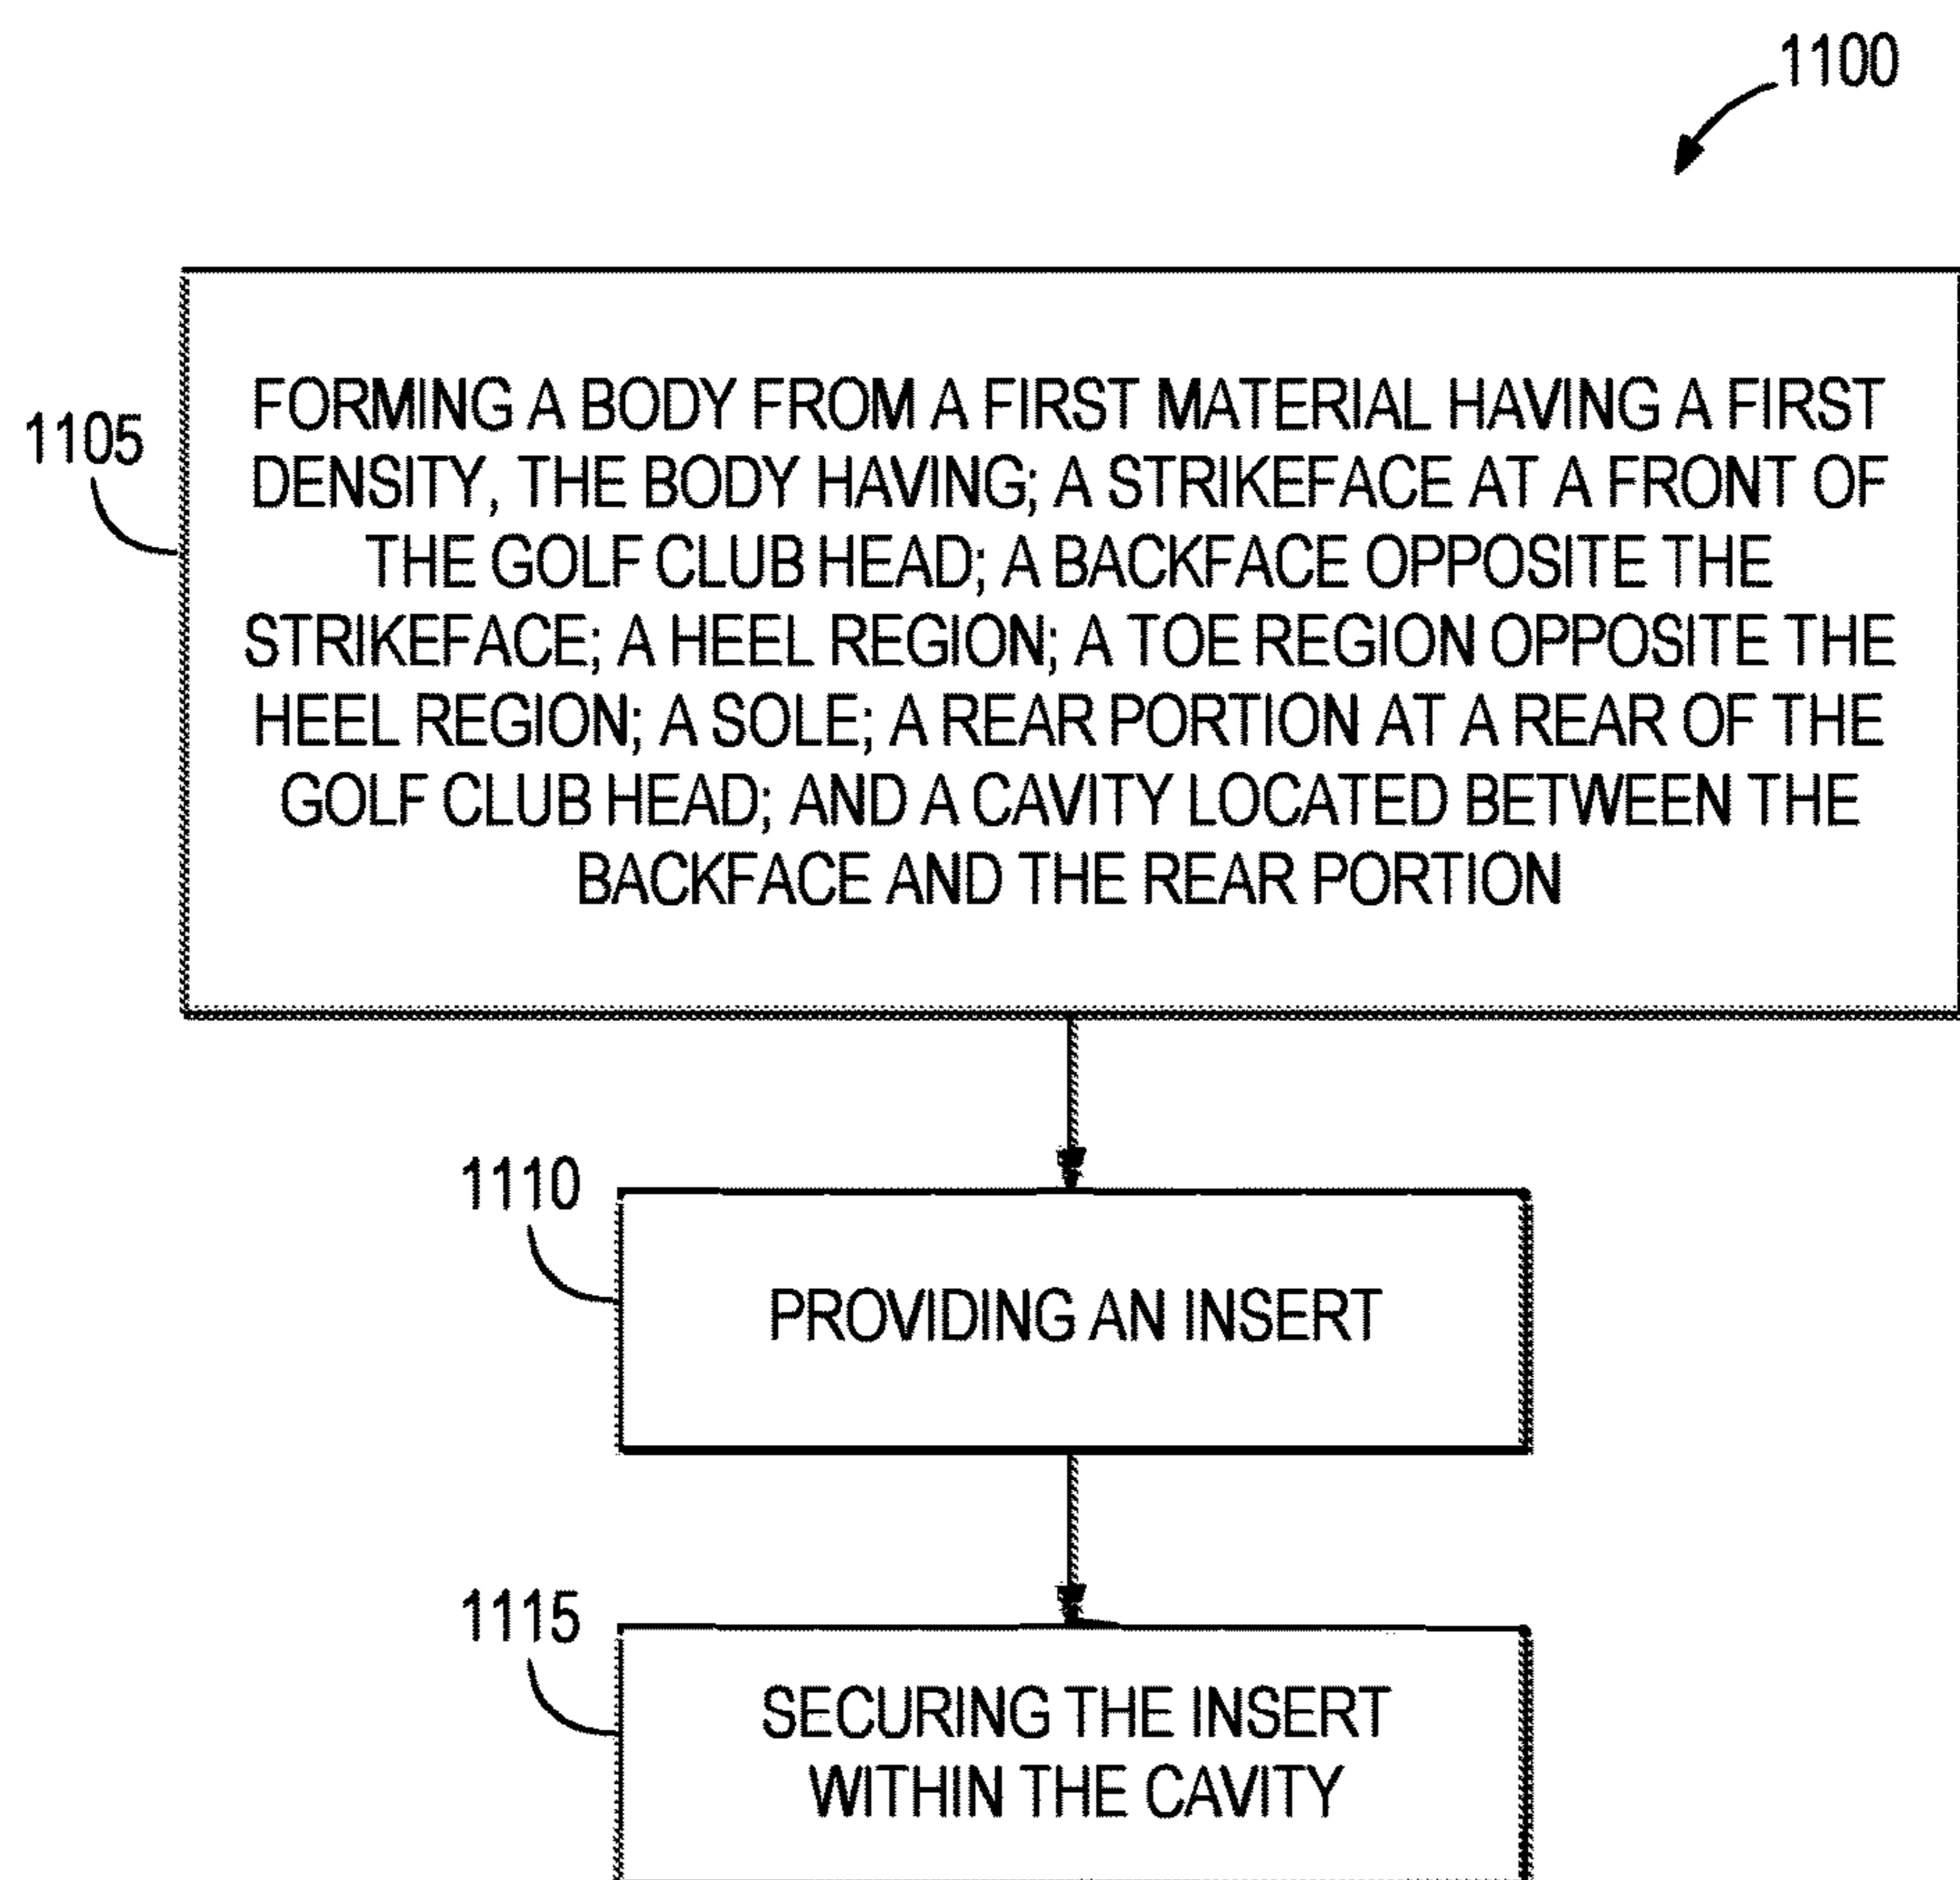 1100
1105
FORMING A BODY FROM A FIRST MATERIAL HAVING A FIRST
DENSITY, THE BODY HAVING; A STRIKEFACE AT A FRONT OF
THE GOLF CLUB HEAD; A BACKFACE OPPOSITE THE
STRIKEFACE; A HEEL REGION; A TOE REGION OPPOSITE THE
HEEL REGION; A SOLE; A REAR PORTION AT A REAR OF THE
GOLF CLUB HEAD; AND A CAVITY LOCATED BETWEEN THE
BACKFACE AND THE REAR PORTION
1110
PROVIDING AN INSERT
1115
SECURING THE INSERT
WITHIN THE CAVITY